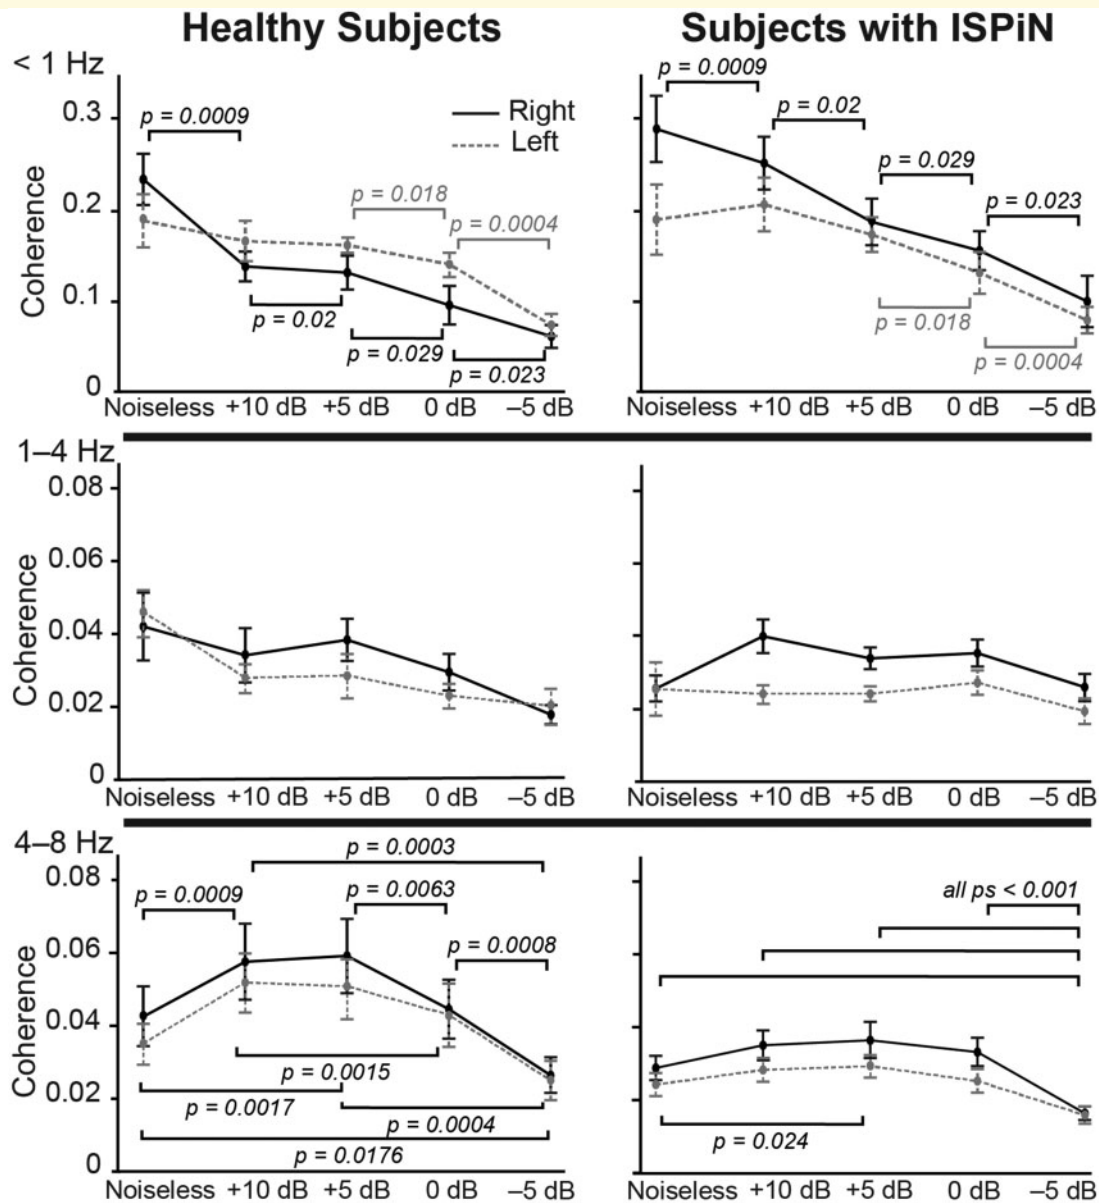 Healthy Subjects
Subjects with ISPiN
< 1 Hz
Coherence
0.3
0.2
0.1
0
p = 0.0009
Right
Left
p = 0.018
p = 0.0004
p = 0.02
p = 0.029
p = 0.023
Noiseless +10 dB +5 dB 0 dB –5 dB
p = 0.0009
p = 0.02
p = 0.029
p = 0.023
p = 0.018
p = 0.0004
Noiseless +10 dB +5 dB 0 dB –5 dB
1–4 Hz
Coherence
0.08
0.06
0.04
0.02
0
Noiseless +10 dB +5 dB 0 dB –5 dB
Noiseless +10 dB +5 dB 0 dB –5 dB
4–8 Hz
Coherence
0.08
0.06
0.04
0.02
0
p = 0.0003
p = 0.0009
p = 0.0063
p = 0.0008
p = 0.0015
p = 0.0017
p = 0.0004
p = 0.0176
Noiseless +10 dB +5 dB 0 dB –5 dB
all ps < 0.001
p = 0.024
Noiseless +10 dB +5 dB 0 dB –5 dB